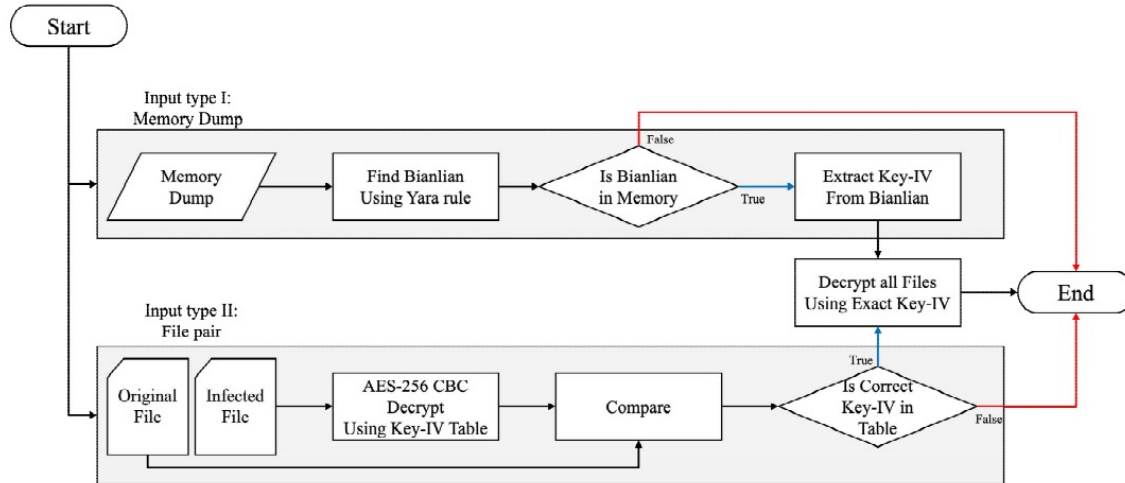 Start
Input type I:
Memory Dump
Memory
Dump
Find Bianlian
Using Yara rule
Is Bianlian
in Memory
False
True
Extract Key-IV
From Bianlian
Decrypt all Files
Using Exact Key-IV
End
Input type II:
File pair
Original
File
Infected
File
AES-256 CBC
Decrypt
Using Key-IV Table
Compare
True
Is Correct
Key-IV in
Table
False